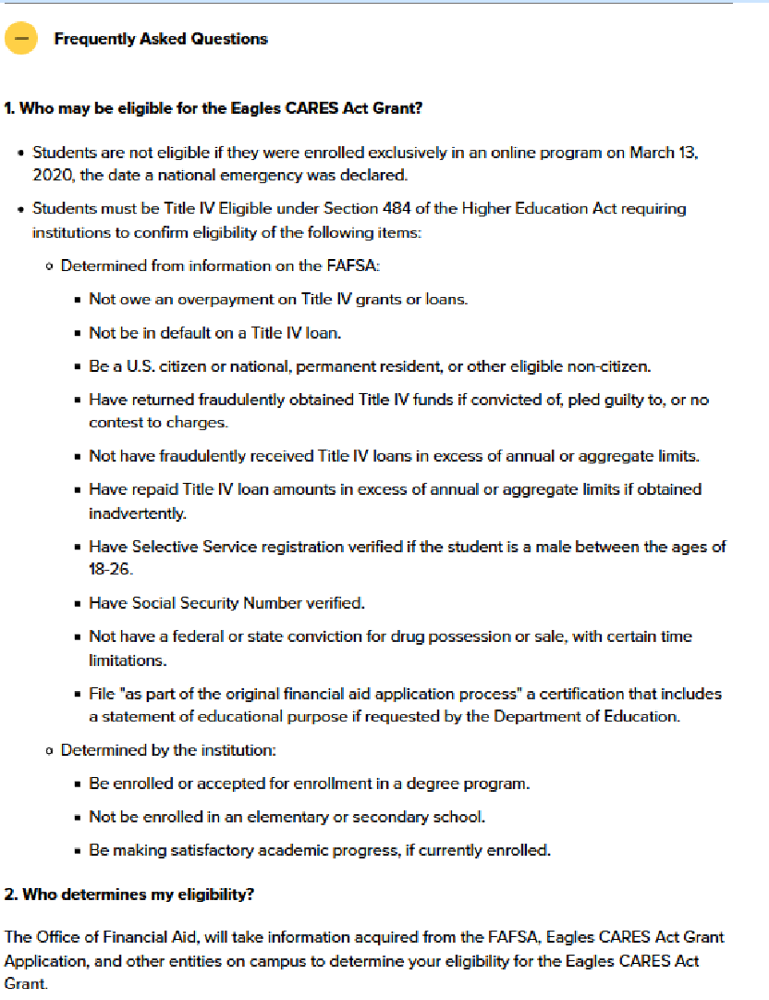 Frequently Asked Questions
1. Who may be eligible for the Eagles CARES Act Grant?
• Students are not eligible if they were enrolled exclusively in an online program on March 13,
2020, the date a national emergency was declared.
• Students must be Title IV Eligible under Section 484 of the Higher Education Act requiring
institutions to confirm eligibility of the following items:
o Determined from information on the FAFSA:
▪ Not owe an overpayment on Title IV grants or loans.
▪ Not be in default on a Title IV loan.
▪ Be a U.S. citizen or national, permanent resident, or other eligible non-citizen.
▪ Have returned fraudulently obtained Title IV funds if convicted of, pled guilty to, or no
contest to charges.
▪ Not have fraudulently received Title IV loans in excess of annual or aggregate limits.
▪ Have repaid Title IV loan amounts in excess of annual or aggregate limits if obtained
inadvertently.
▪ Have Selective Service registration verified if the student is a male between the ages of
18-26.
▪ Have Social Security Number verified.
▪ Not have a federal or state conviction for drug possession or sale, with certain time
limitations.
▪ File "as part of the original financial aid application process" a certification that includes
a statement of educational purpose if requested by the Department of Education.
o Determined by the institution:
▪ Be enrolled or accepted for enrollment in a degree program.
▪ Not be enrolled in an elementary or secondary school.
▪ Be making satisfactory academic progress, if currently enrolled.
2. Who determines my eligibility?
The Office of Financial Aid, will take information acquired from the FAFSA, Eagles CARES Act Grant
Application, and other entities on campus to determine your eligibility for the Eagles CARES Act
Grant.